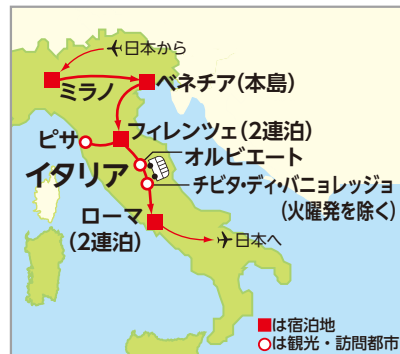 日本から
ミラノ
ベネチア(本島)
ピサ
フィレンツェ(2連泊)
オルビエート
イタリア
チビタ・ディ・バニョレッジョ
(火曜発を除く)
ローマ
(2連泊)
日本へ
■は宿泊地
○は観光・訪問都市